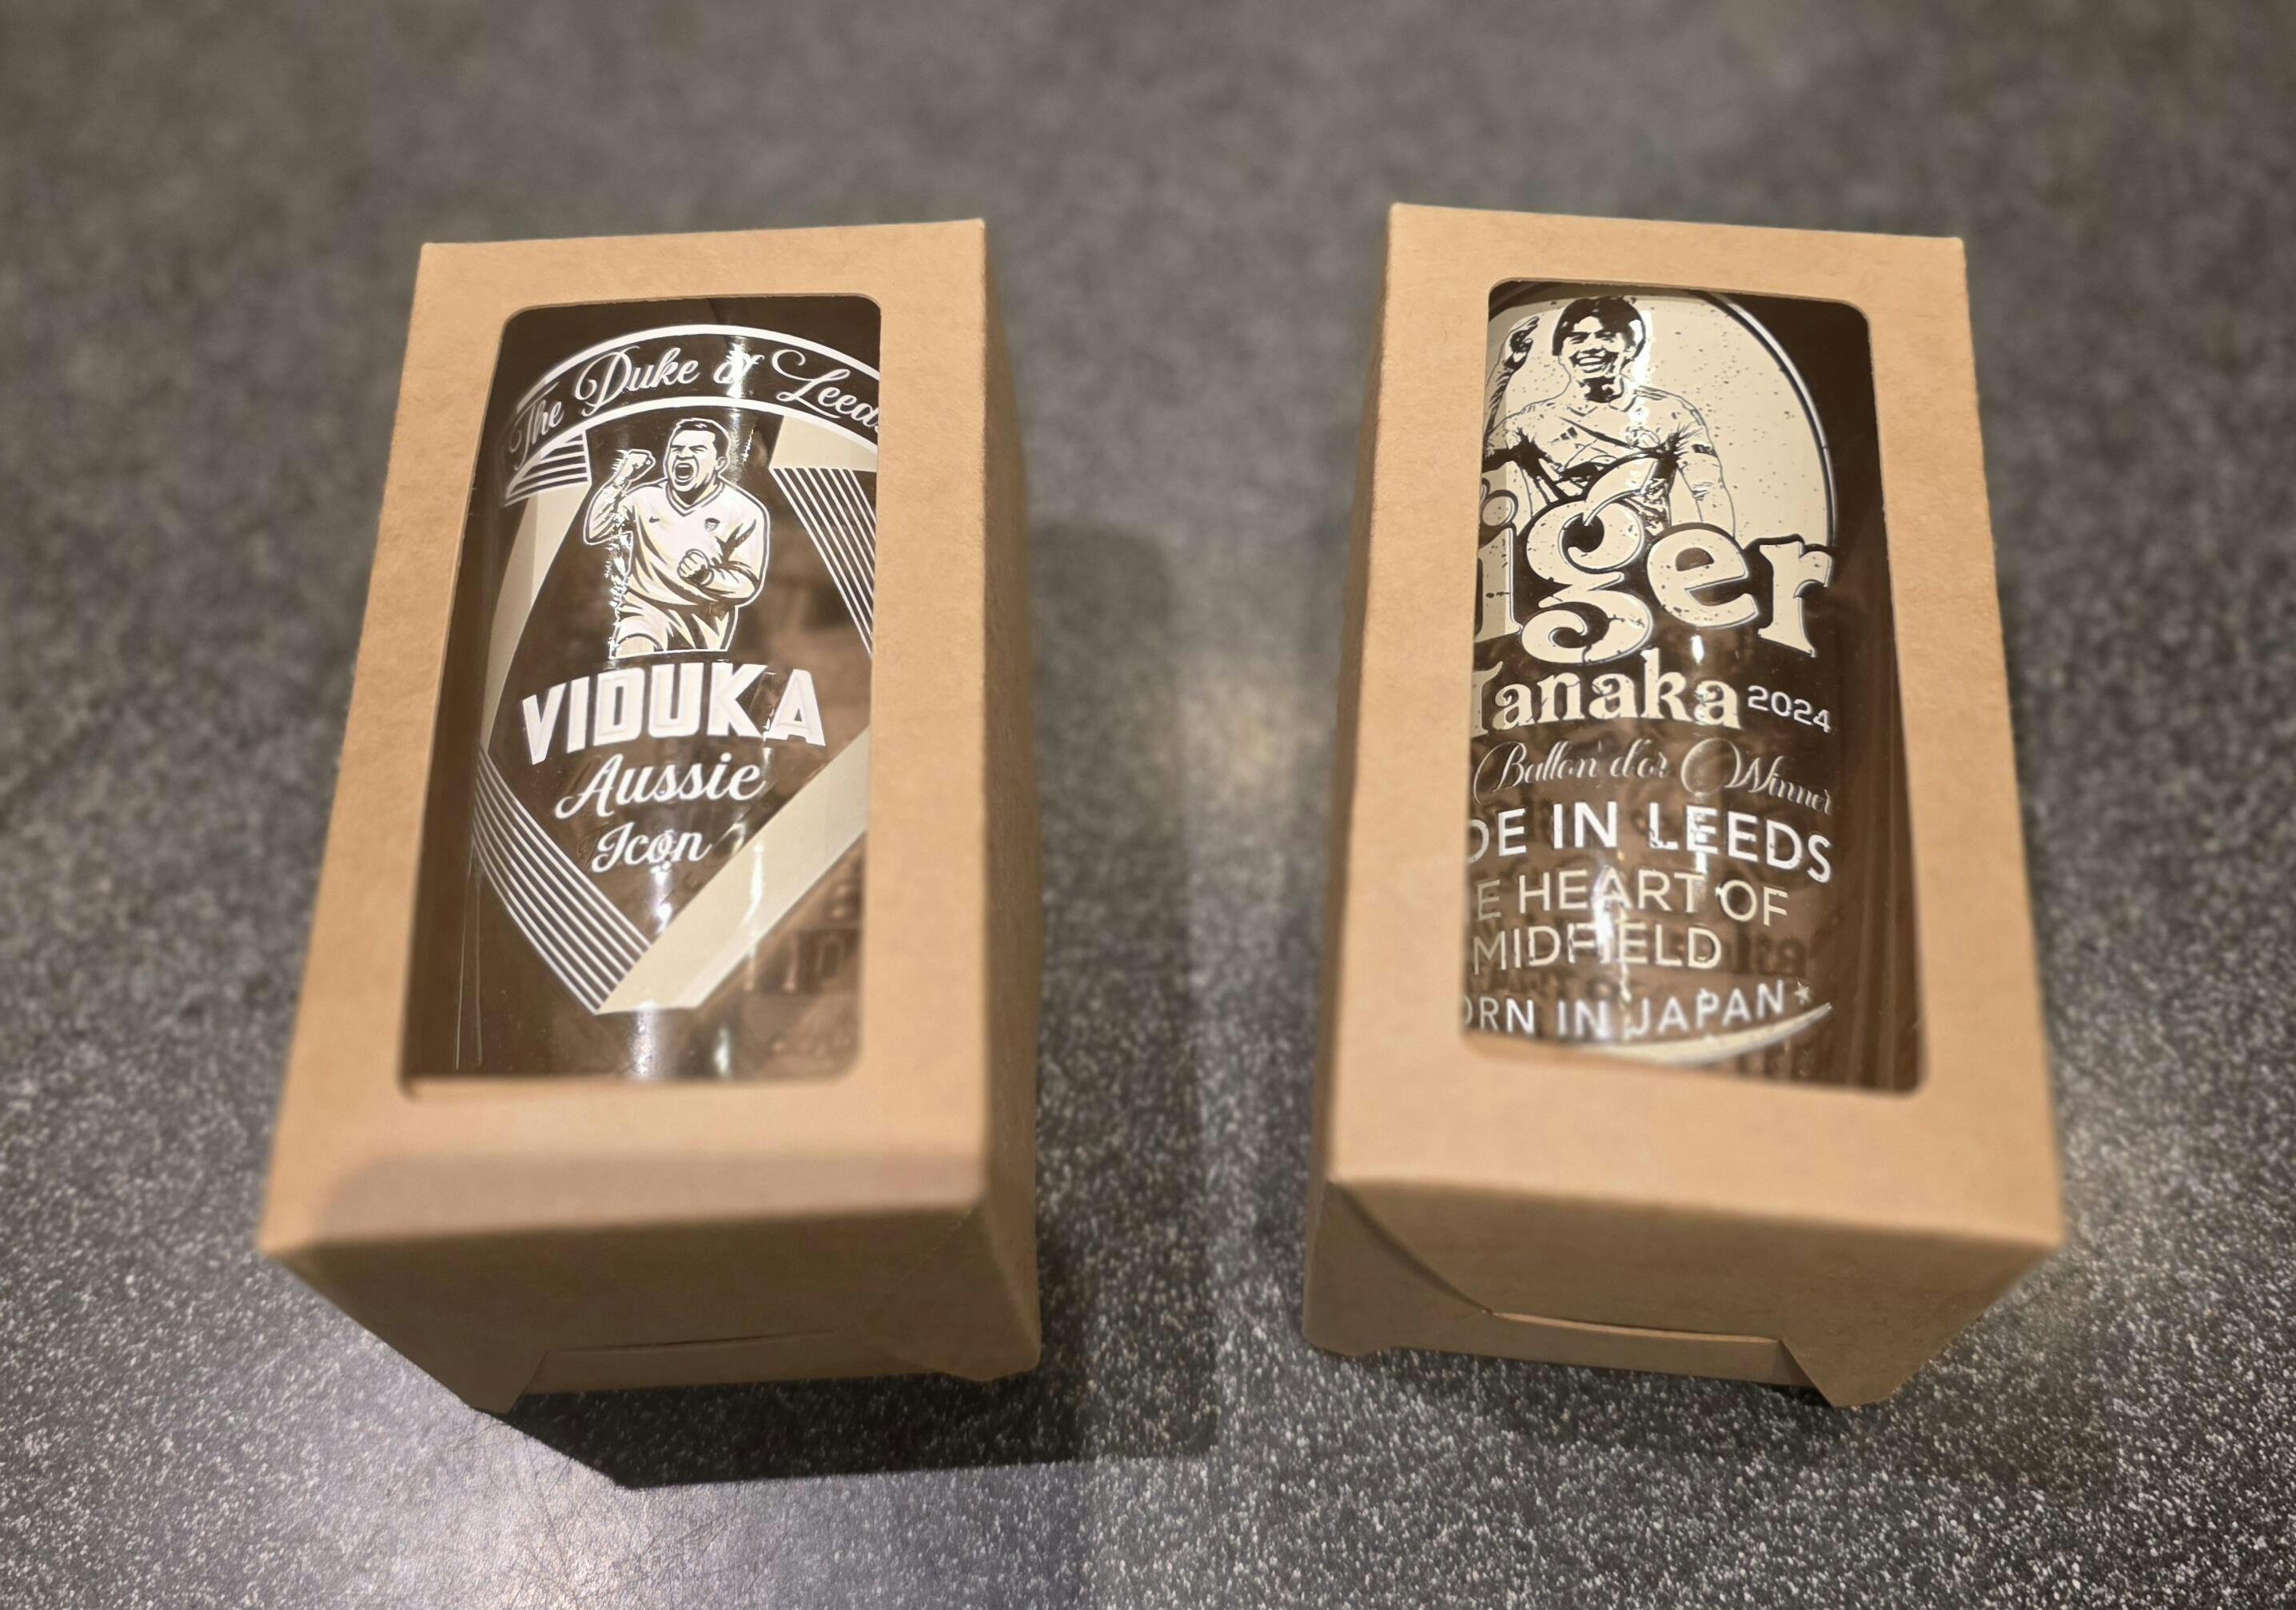 The Duke of Leeds
VIDUKA
Aussie
Icon
iger
Tanaka 2024
Ballon d'or Winner
DE IN LEEDS
E HEART OF
MIDFIELD
ORN IN JAPAN